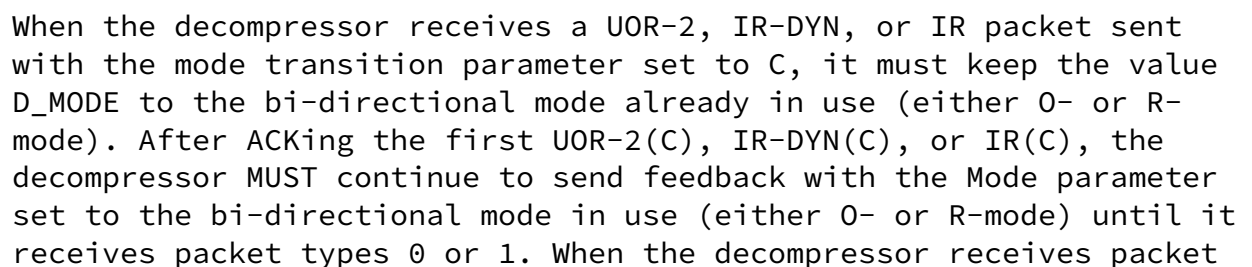 When the decompressor receives a UOR-2, IR-DYN, or IR packet sent
with the mode transition parameter set to C, it must keep the value
D_MODE to the bi-directional mode already in use (either O- or R-
mode). After ACKing the first UOR-2(C), IR-DYN(C), or IR(C), the
decompressor MUST continue to send feedback with the Mode parameter
set to the bi-directional mode in use (either O- or R-mode) until it
receives packet types 0 or 1. When the decompressor receives packet